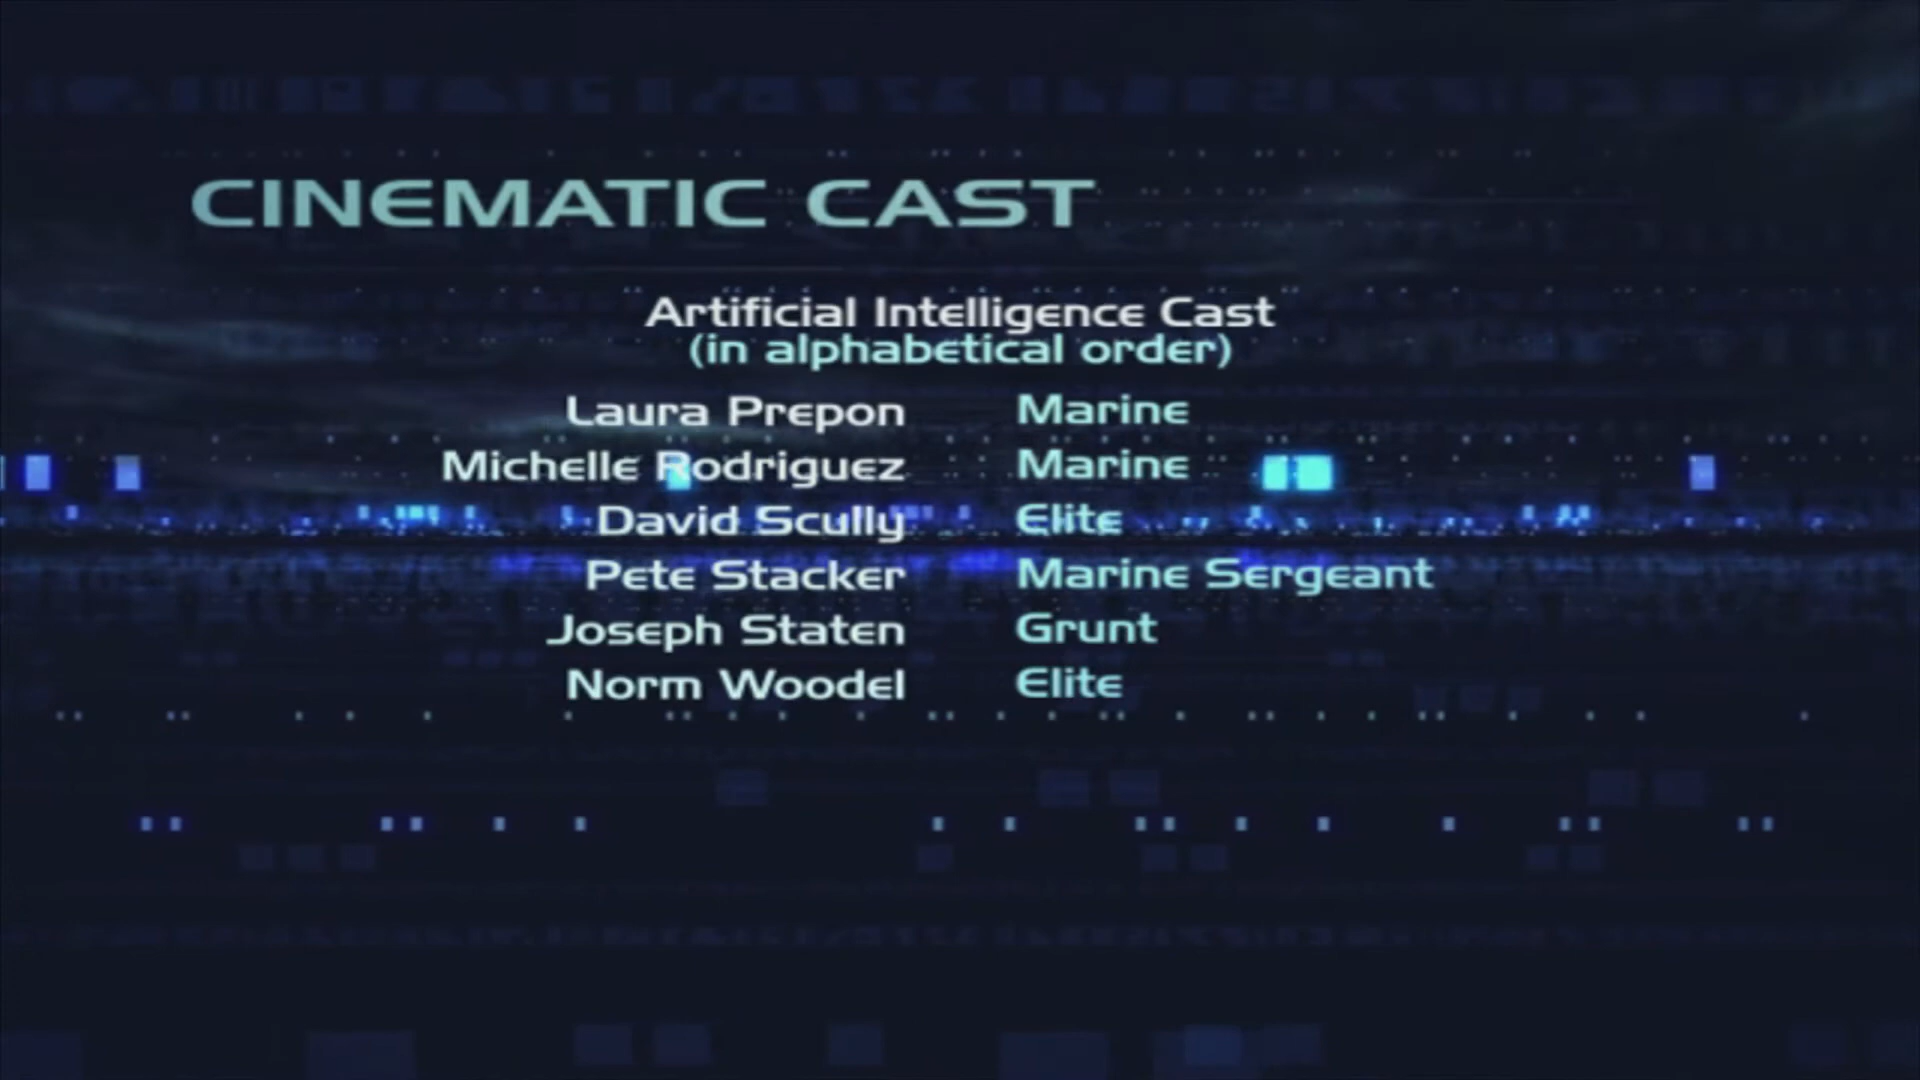 CINEMATIC CAST
Artificial Intelligence Cast
(in alphabetical order)
Laura Prepon Marine
Michelle Rodriguez Marine
David Scully Elite
Pete Stacker Marine Sergeant
Joseph Staten Grunt
Norm Woodel Elite